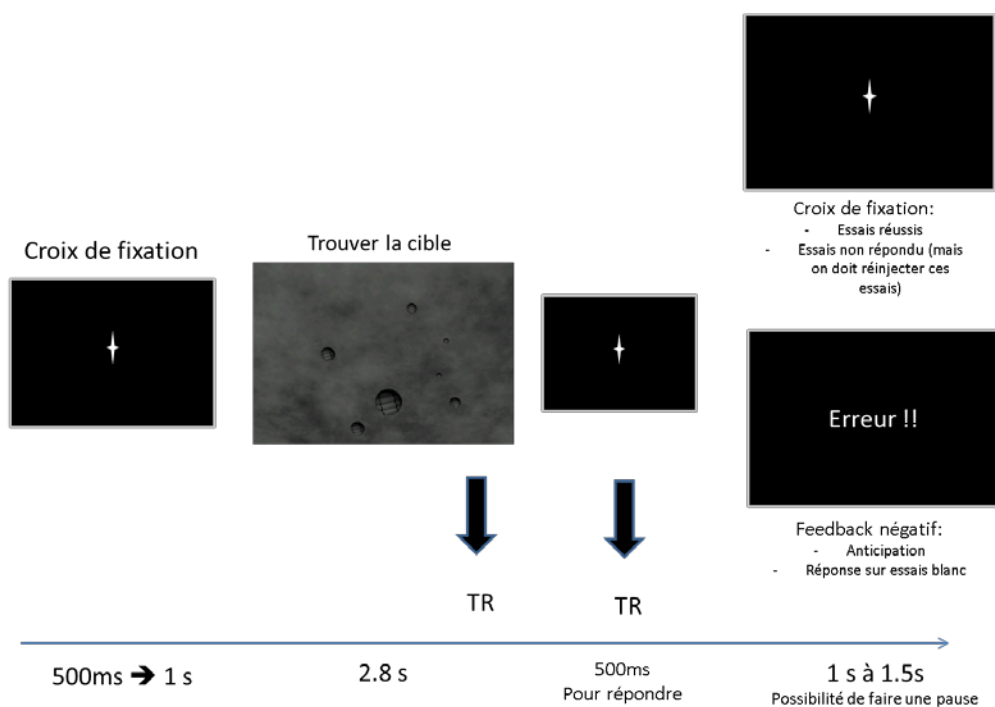 Croix de fixation
Trouver la cible
Croix de fixation:
- Essais réussis
- Essais non répondu (mais
on doit réinjecter ces
essais)
Erreur !!
Feedback négatif:
- Anticipation
- Réponse sur essais blanc
TR
TR
500ms ➔ 1 s
2.8 s
500ms
Pour répondre
1 s à 1.5s
Possibilité de faire une pause